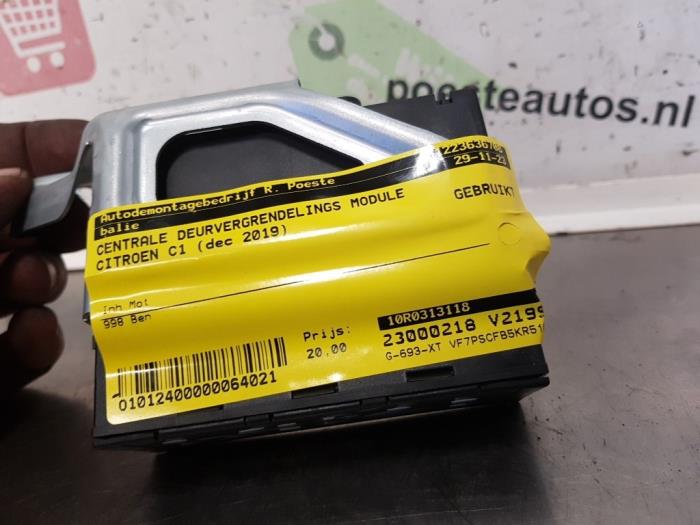 poesteautos.nl
22363678
29-11-23
Autodemontagebedrijf R. Poeste
balie
CENTRALE DEURVERGRENDELINGS MODULE
GEBRUIKT
CITROEN C1 (dec 2019)
Inh.Mot
998 Ben
Prijs:
20,00
10R0313118
23000218 V2199
G-693-XT VF7PSCFB5KR51
01012400000064021